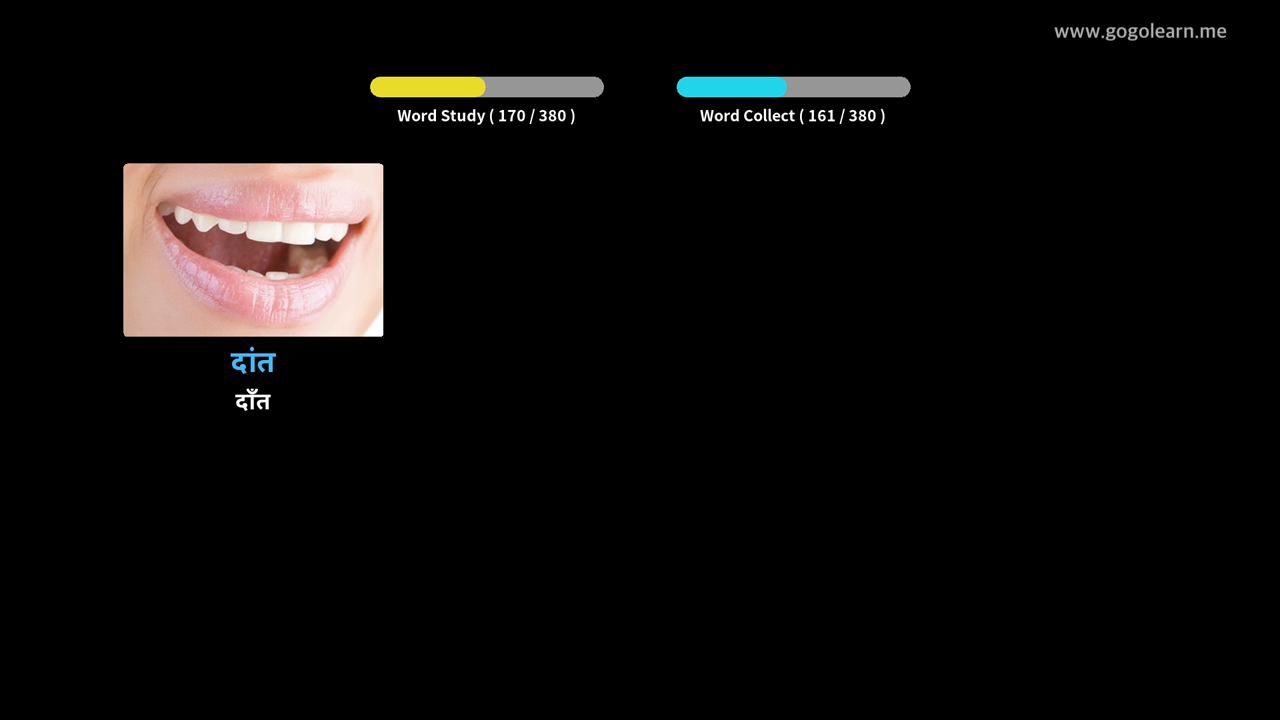 www.gogolearn.me
Word Study ( 170 / 380 )
Word Collect ( 161 / 380 )
दांत
दाँत